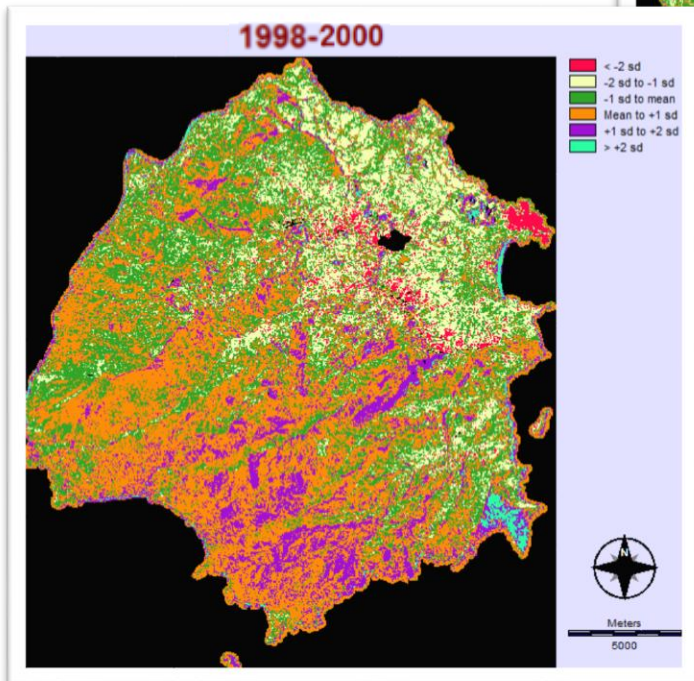 1998-2000
< -2 sd
-2 sd to -1 sd
-1 sd to mean
Mean to +1 sd
+1 sd to +2 sd
> +2 sd
N
Meters
5000